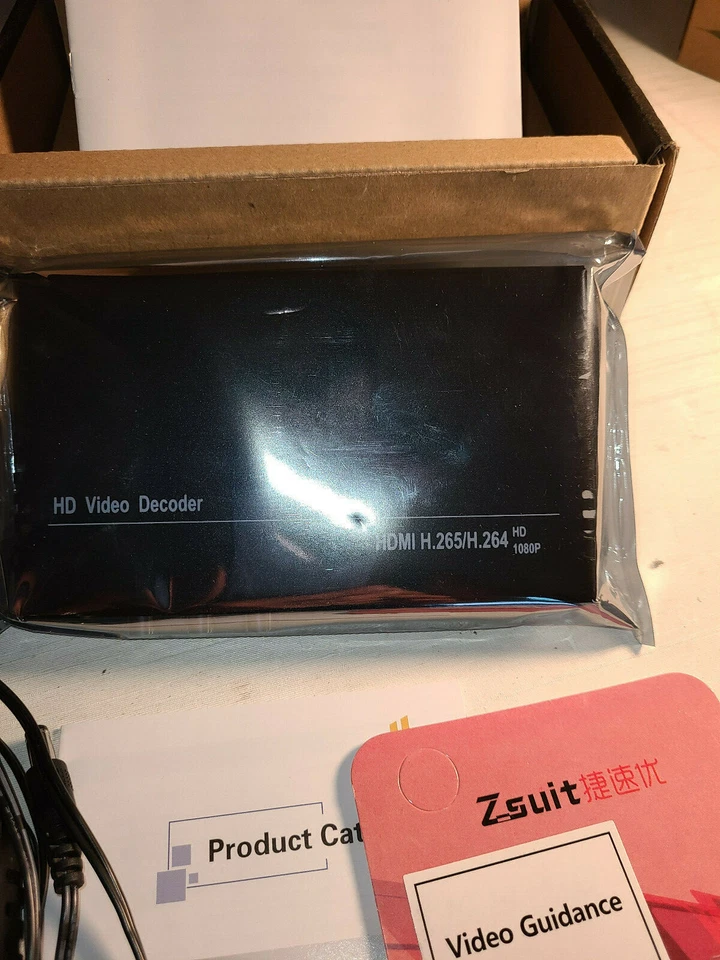 HD Video Decoder
HDMI H.265/H.264 HD 1080P
Product Cat
Zsuit捷速优
Video Guidance